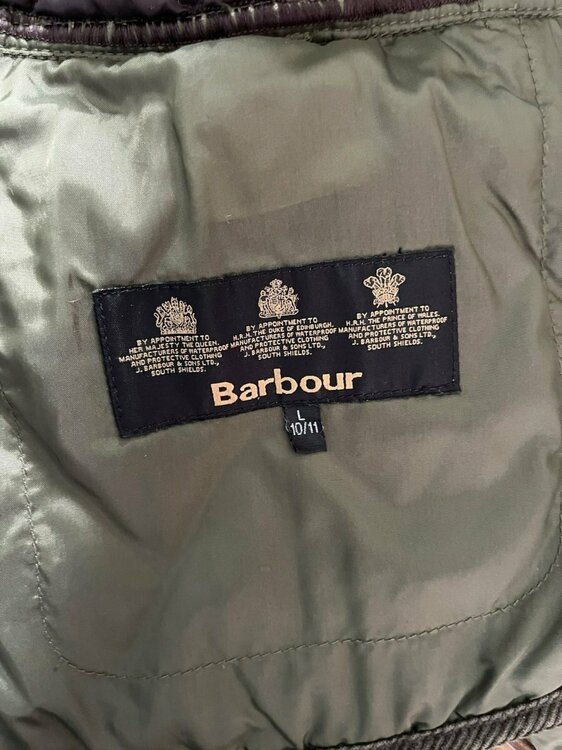 BY APPOINTMENT TO
HER MAJESTY THE QUEEN.
MANUFACTURERS OF WATERPROOF
AND PROTECTIVE CLOTHING
J. BARBOUR & SONS LTD.,
SOUTH SHIELDS.
BY APPOINTMENT TO
H.R.H. THE DUKE OF EDINBURGH.
MANUFACTURERS OF WATERPROOF
AND PROTECTIVE CLOTHING
J. BARBOUR & SONS LTD.,
SOUTH SHIELDS.
BY APPOINTMENT TO
H.R.H. THE PRINCE OF WALES.
MANUFACTURERS OF WATERPROOF
AND PROTECTIVE CLOTHING
J. BARBOUR & SONS LTD.,
SOUTH SHIELDS.
Barbour
L
10/11